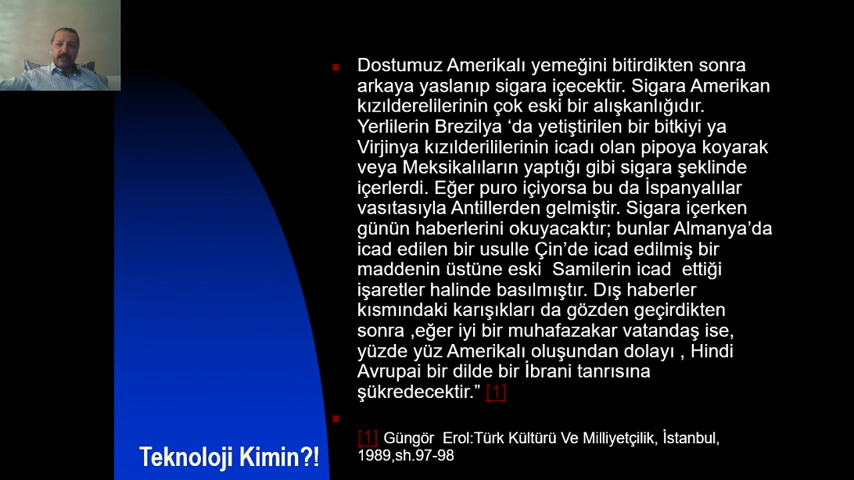 Dostumuz Amerikalı yemeğini bitirdikten sonra
arkaya yaslanıp sigara içecektir. Sigara Amerikan
kızılderelilerinin çok eski bir alışkanlığıdır.
Yerlilerin Brezilya ‘da yetiştirilen bir bitkiyi ya
Virjinya kızılderililerinin icadı olan pipoya koyarak
veya Meksikalıların yaptığı gibi sigara şeklinde
içerlerdi. Eğer puro içiyorsa bu da İspanyalılar
vasıtasıyla Antillerden gelmiştir. Sigara içerken
günün haberlerini okuyacaktır; bunlar Almanya’da
icad edilen bir usulle Çin’de icad edilmiş bir
maddenin üstüne eski Samilerin icad ettiği
işaretler halinde basılmıştır. Dış haberler
kısmındaki karışıkları da gözden geçirdikten
sonra ,eğer iyi bir muhafazakar vatandaş ise,
yüzde yüz Amerikalı oluşundan dolayı , Hindi
Avrupai bir dilde bir İbrani tanrısına
şükredecektir.” [1]
[1] Güngör Erol:Türk Kültürü Ve Milliyetçilik, İstanbul,
1989,sh.97-98
Teknoloji Kimin?!